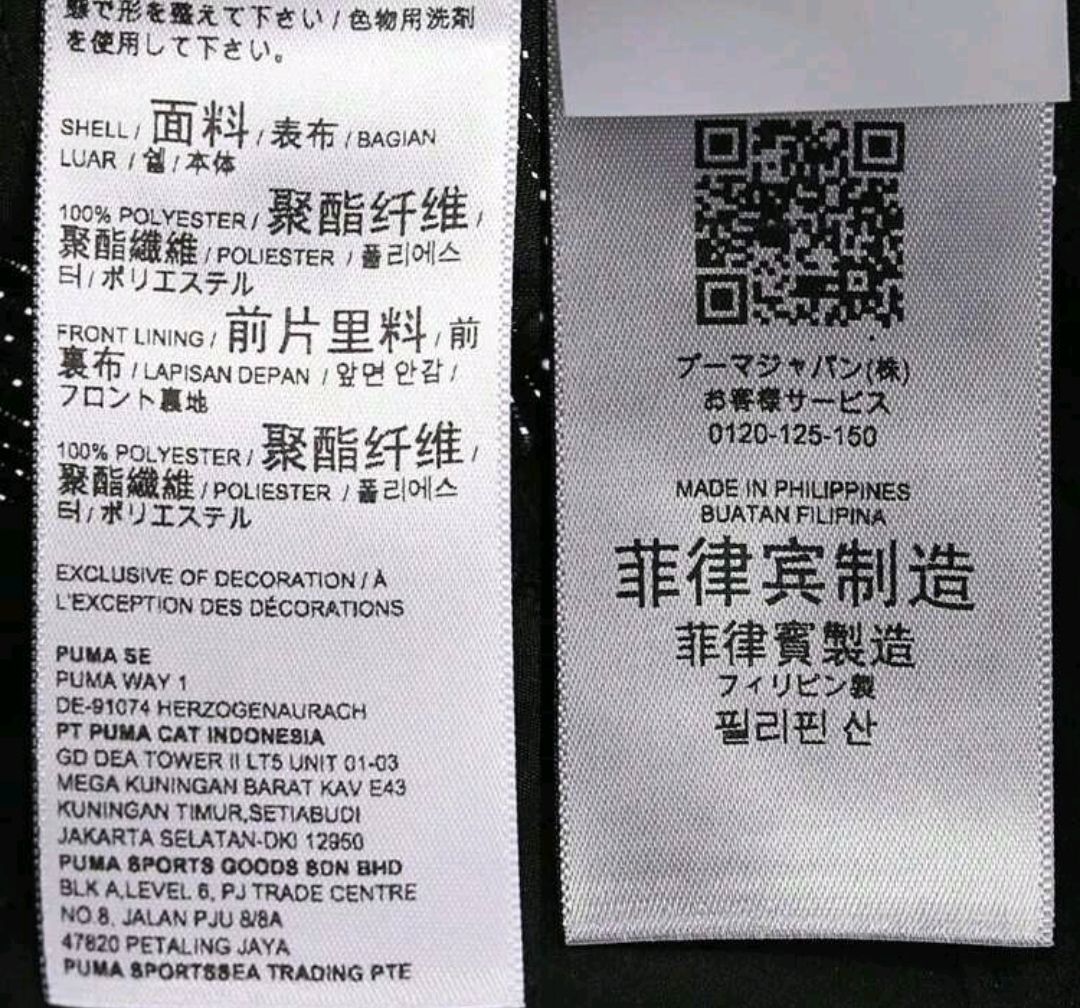 態で形を整えて下さい / 色物用洗剤
を使用して下さい。
SHELL / 面料 / 表布 / BAGIAN
LUAR / 쉘 / 本体
100% POLYESTER / 聚酯纤维 /
聚酯纖維 / POLIESTER / 폴리에스
터 / ポリエステル
FRONT LINING / 前片里料 / 前
裏布 / LAPISAN DEPAN / 앞면 안감 /
フロント裏地
100% POLYESTER / 聚酯纤维 /
聚酯纖維 / POLIESTER / 폴리에스
터 / ポリエステル
EXCLUSIVE OF DECORATION / À
L'EXCEPTION DES DÉCORATIONS
PUMA SE
PUMA WAY 1
DE-91074 HERZOGENAURACH
PT PUMA CAT INDONESIA
GD DEA TOWER II LT5 UNIT 01-03
MEGA KUNINGAN BARAT KAV E43
KUNINGAN TIMUR,SETIABUDI
JAKARTA SELATAN-DKI 12950
PUMA SPORTS GOODS SDN BHD
BLK A,LEVEL 6, PJ TRADE CENTRE
NO.8, JALAN PJU 8/8A
47820 PETALING JAYA
PUMA SPORTSSEA TRADING PTE
プーマジャパン(株)
お客様サービス
0120-125-150
MADE IN PHILIPPINES
BUATAN FILIPINA
菲律宾制造
菲律賓製造
フィリピン製
필리핀 산